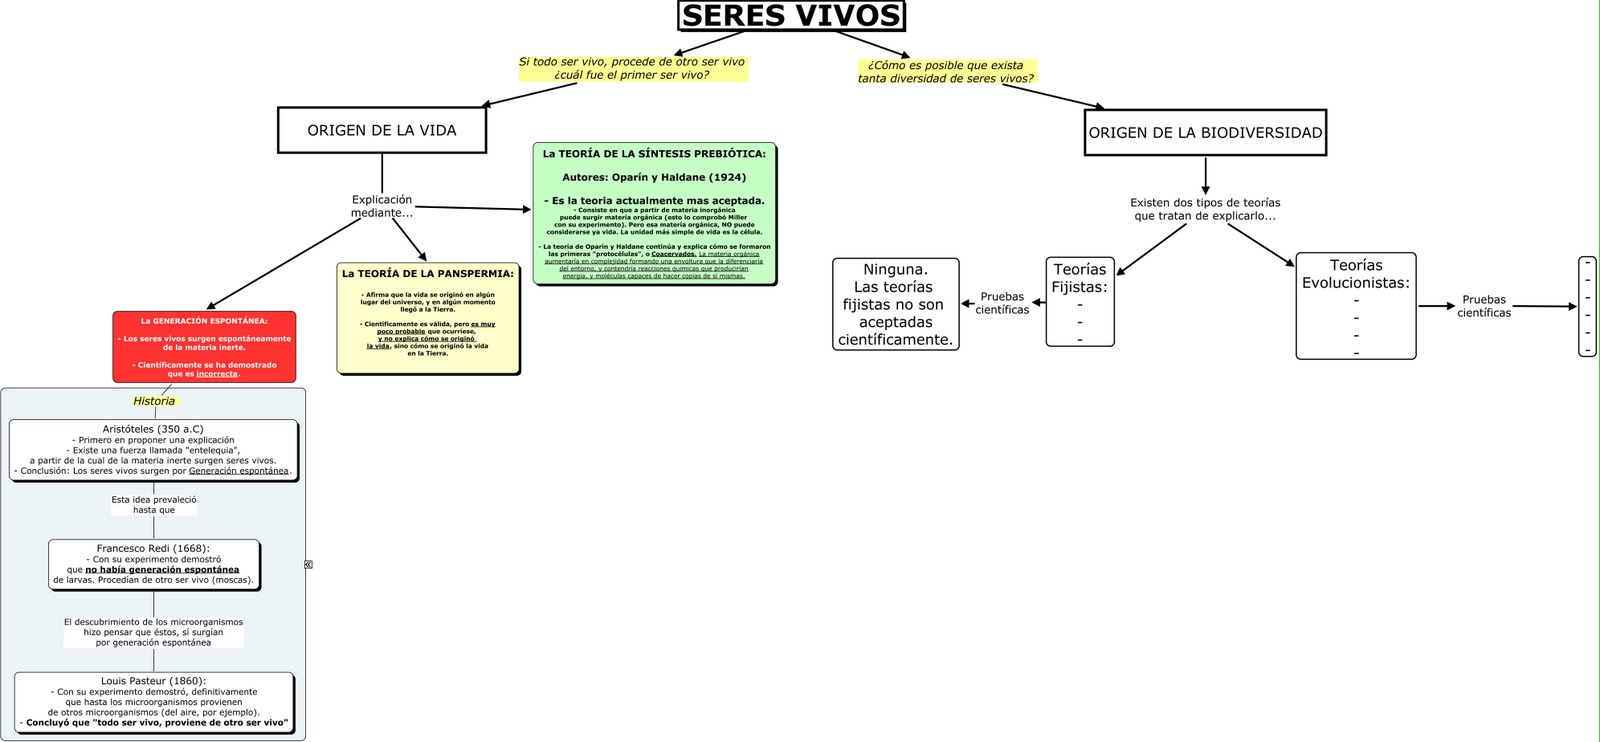 SERES VIVOS
Si todo ser vivo, procede de otro ser vivo
¿cuál fue el primer ser vivo?
¿Cómo es posible que exista
tanta diversidad de seres vivos?
ORIGEN DE LA VIDA
ORIGEN DE LA BIODIVERSIDAD
Explicación
mediante...
La TEORÍA DE LA SÍNTESIS PREBIÓTICA:
Autores: Oparín y Haldane (1924)
- Es la teoria actualmente mas aceptada.
- Consiste en que a partir de materia inorgánica
puede surgir materia orgánica (esto lo comprobó Miller
con su experimento). Pero esa materia orgánica, NO puede
considerarse ya vida. La unidad más simple de vida es la célula.
- La teoría de Oparín y Haldane continúa y explica cómo se formaron
las primeras "protocélulas", o Coacervados. La materia orgánica
aumentaría en complejidad formando una envoltura que la diferenciaría
del entorno, y contendría reacciones químicas que producirían
energía, y moléculas capaces de hacer copias de sí mismas.
La TEORÍA DE LA PANSPERMIA:
- Afirma que la vida se originó en algún
lugar del universo, y en algún momento
llegó a la Tierra.
- Científicamente es válida, pero es muy
poco probable que ocurriese,
y no explica cómo se originó
la vida, sino cómo se originó la vida
en la Tierra.
La GENERACIÓN ESPONTÁNEA:
- Los seres vivos surgen espontáneamente
de la materia inerte.
- Científicamente se ha demostrado
que es incorrecta.
Historia
Aristóteles (350 a.C)
- Primero en proponer una explicación
- Existe una fuerza llamada "entelequia",
a partir de la cual de la materia inerte surgen seres vivos.
- Conclusión: Los seres vivos surgen por Generación espontánea.
Esta idea prevaleció
hasta que
Francesco Redi (1668):
- Con su experimento demostró
que no había generación espontánea
de larvas. Procedían de otro ser vivo (moscas).
El descubrimiento de los microorganismos
hizo pensar que éstos, sí surgían
por generación espontánea
Louis Pasteur (1860):
- Con su experimento demostró, definitivamente
que hasta los microorganismos provienen
de otros microorganismos (del aire, por ejemplo).
- Concluyó que "todo ser vivo, proviene de otro ser vivo"
Existen dos tipos de teorías
que tratan de explicarlo...
Ninguna.
Las teorías
fijistas no son
aceptadas
científicamente.
Pruebas
científicas
Teorías
Fijistas:
-
-
-
Teorías
Evolucionistas:
-
-
-
-
Pruebas
científicas
-
-
-
-
-
-